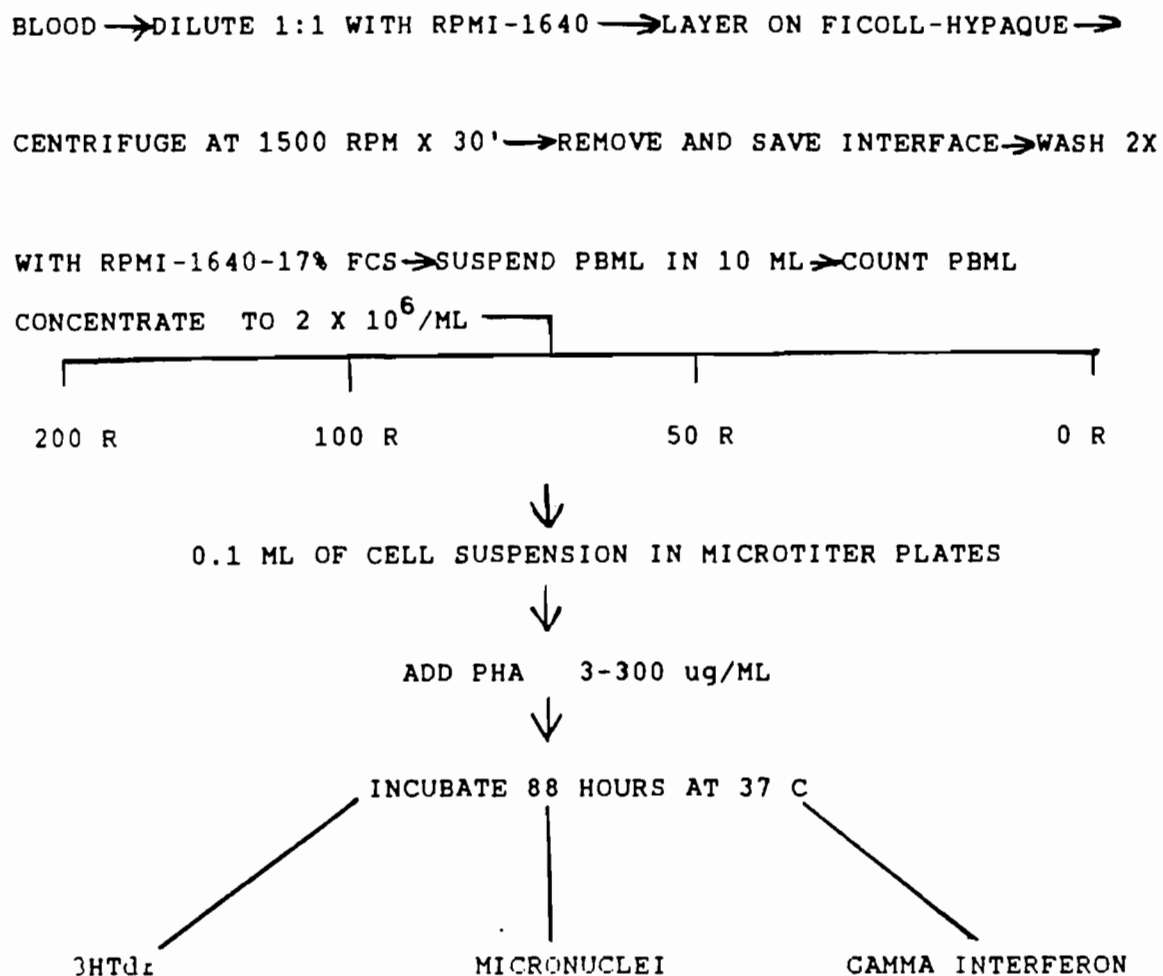 BLOOD → DILUTE 1:1 WITH RPMI-1640 → LAYER ON FICOLL-HYPAQUE →
CENTRIFUGE AT 1500 RPM X 30' → REMOVE AND SAVE INTERFACE → WASH 2X
WITH RPMI-1640-17% FCS → SUSPEND PBML IN 10 ML → COUNT PBML
CONCENTRATE TO 2 X 10⁶/ML
200 R 100 R 50 R 0 R
0.1 ML OF CELL SUSPENSION IN MICROTITER PLATES
ADD PHA 3-300 ug/ML
INCUBATE 88 HOURS AT 37 C
3HTdr MICRONUCLEI GAMMA INTERFERON